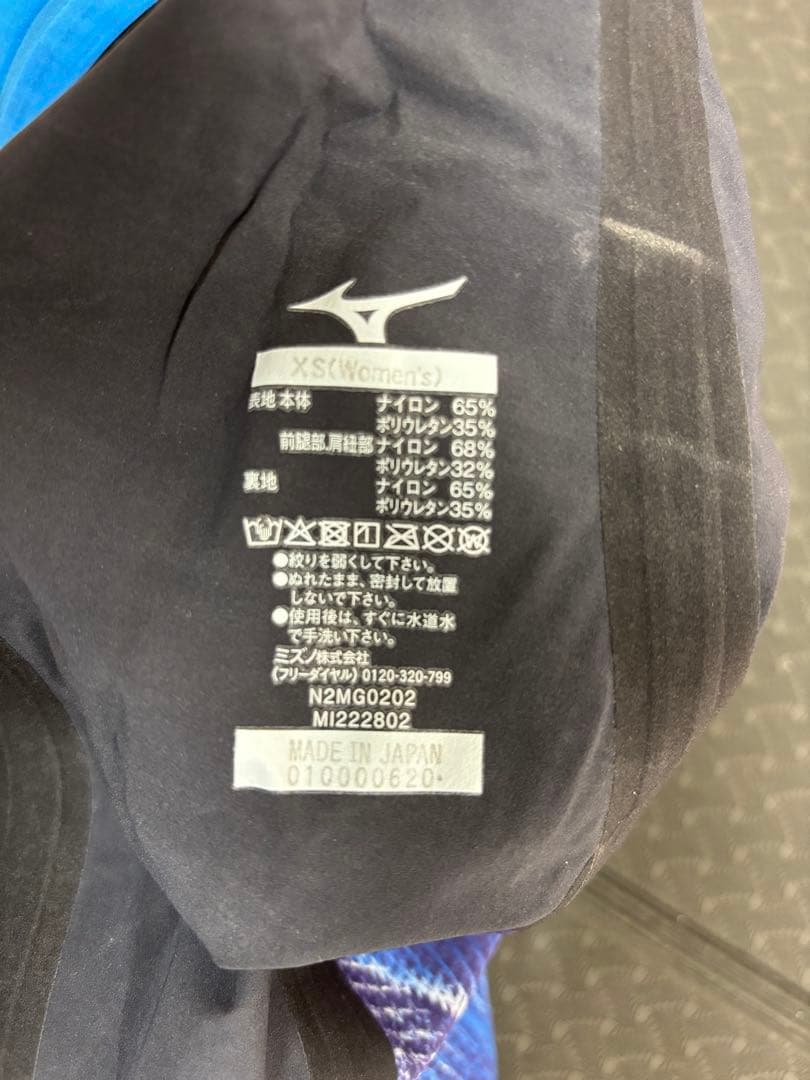 XS(Women's)
表地 本体 ナイロン 65%
ポリウレタン35%
前腿部、肩紐部 ナイロン 68%
ポリウレタン32%
裏地 ナイロン 65%
ポリウレタン35%
●絞りを弱くして下さい。
●ぬれたまま、密封して放置
しないで下さい。
●使用後は、すぐに水道水
で手洗い下さい。
ミズノ株式会社
(フリーダイヤル) 0120-320-799
N2MG0202
MI222802
MADE IN JAPAN
010000620